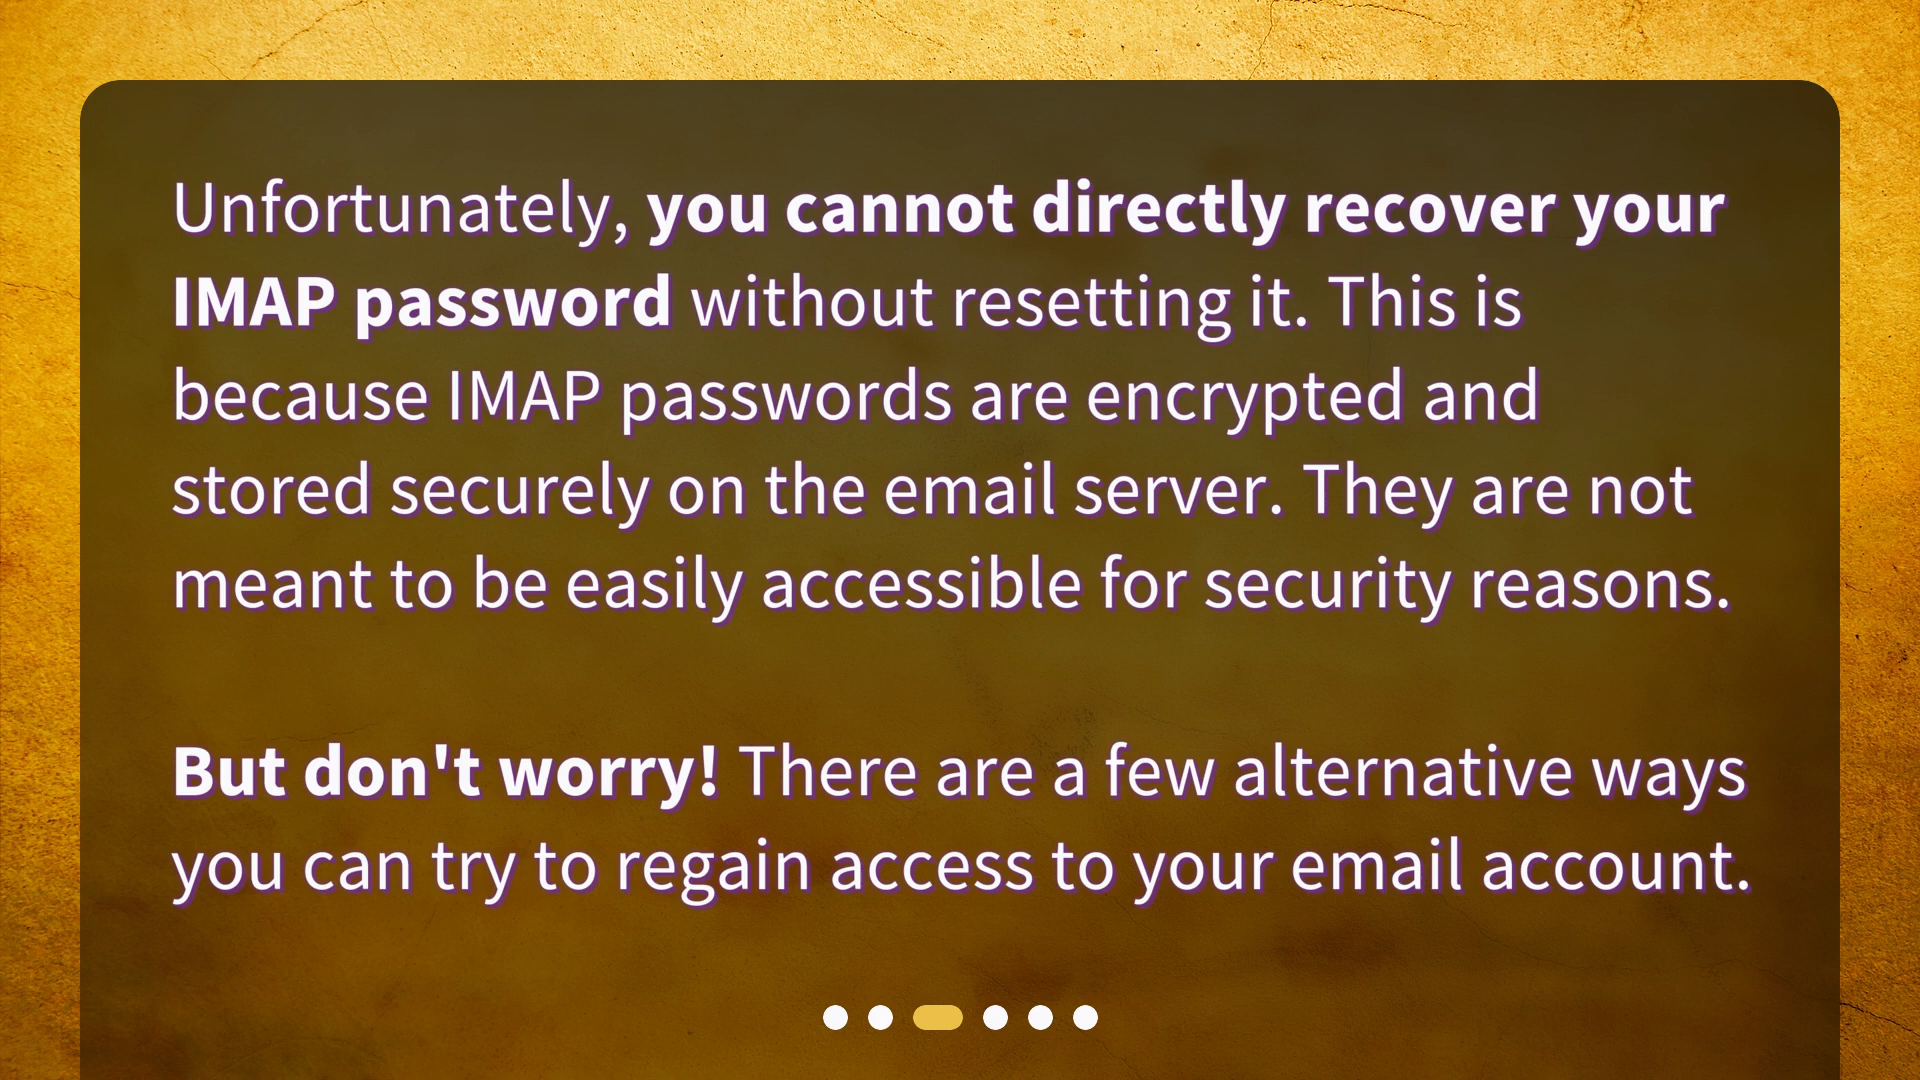 Unfortunately, you cannot directly recover your
IMAP password without resetting it. This is
because IMAP passwords are encrypted and
stored securely on the email server. They are not
meant to be easily accessible for security reasons.
But don't worry! There are a few alternative ways
you can try to regain access to your email account.